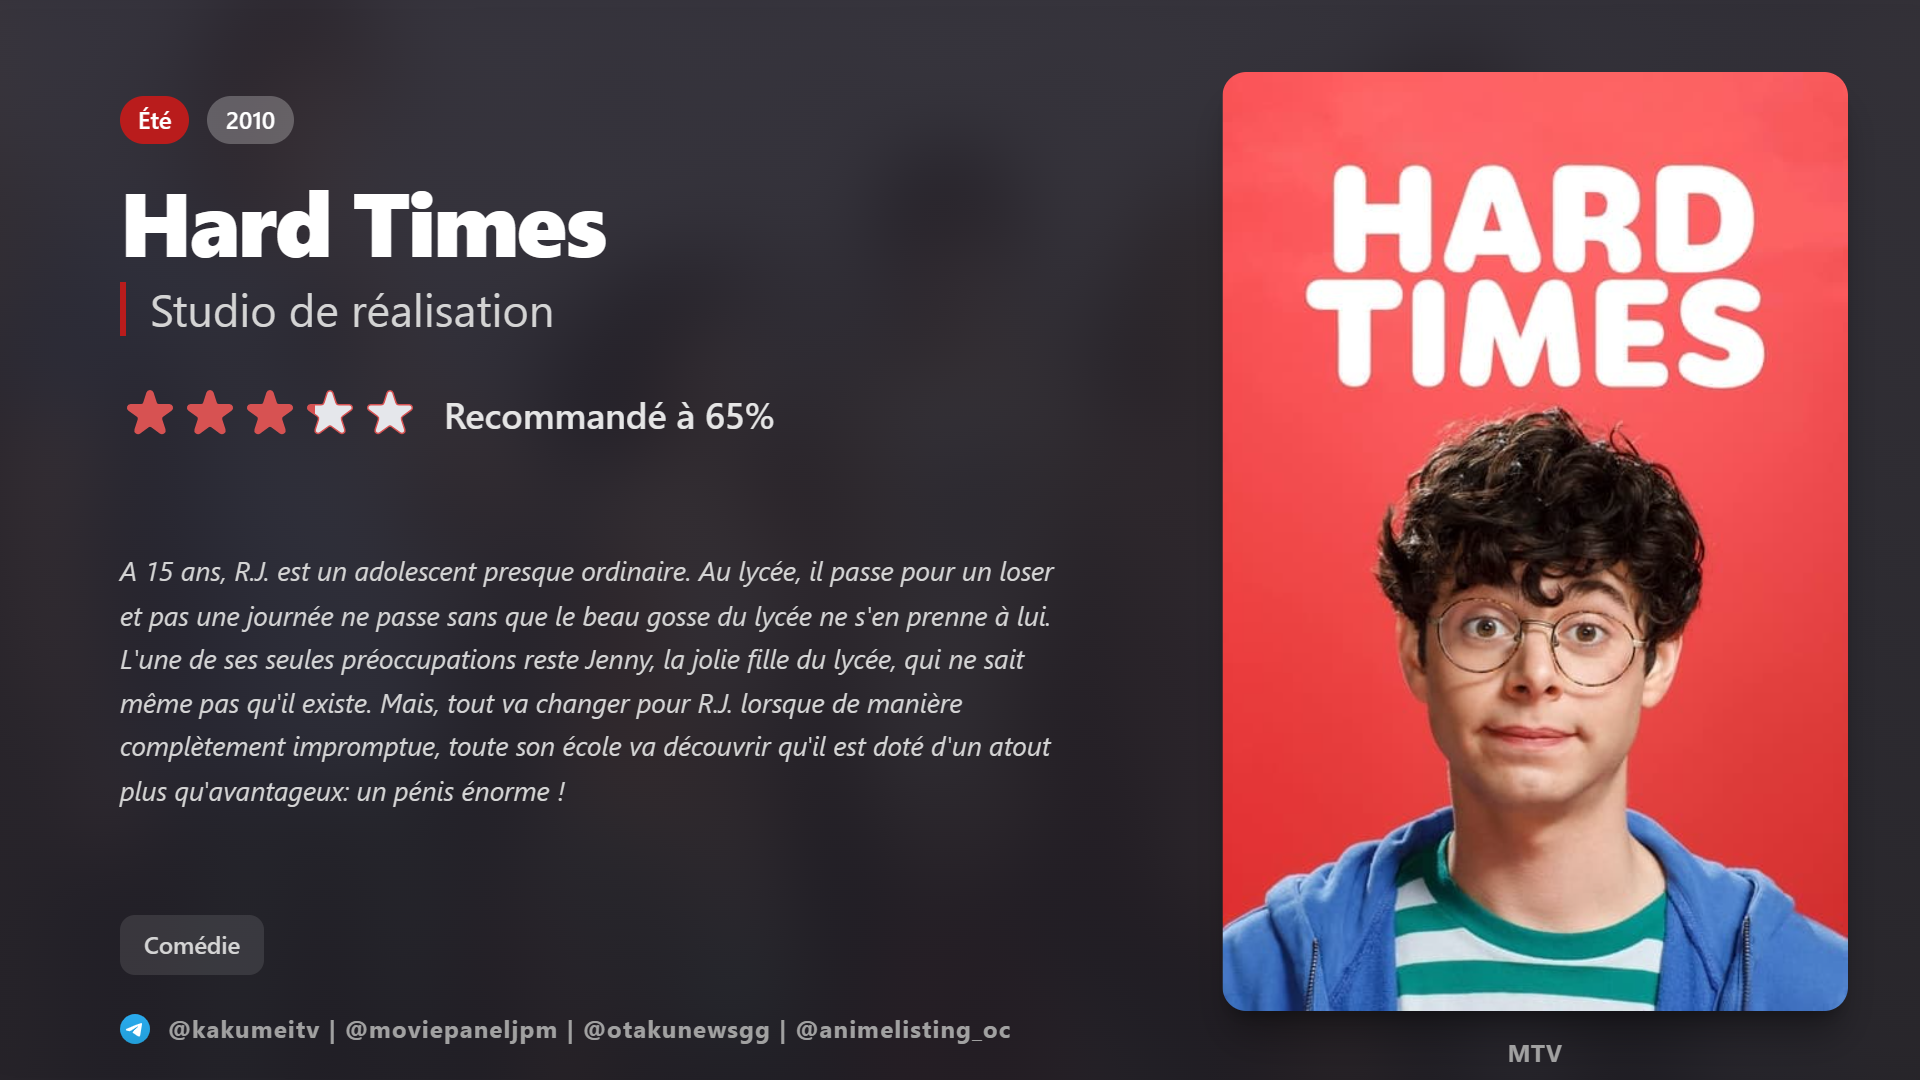 Été
2010
Hard Times
Studio de réalisation
Recommandé à 65%
A 15 ans, R.J. est un adolescent presque ordinaire. Au lycée, il passe pour un loser
et pas une journée ne passe sans que le beau gosse du lycée ne s'en prenne à lui.
L'une de ses seules préoccupations reste Jenny, la jolie fille du lycée, qui ne sait
même pas qu'il existe. Mais, tout va changer pour R.J. lorsque de manière
complètement impromptue, toute son école va découvrir qu'il est doté d'un atout
plus qu'avantageux: un pénis énorme !
Comédie
@kakumeitv | @moviepaneljpm | @otakunewsgg | @animelisting_oc
HARD
TIMES
MTV